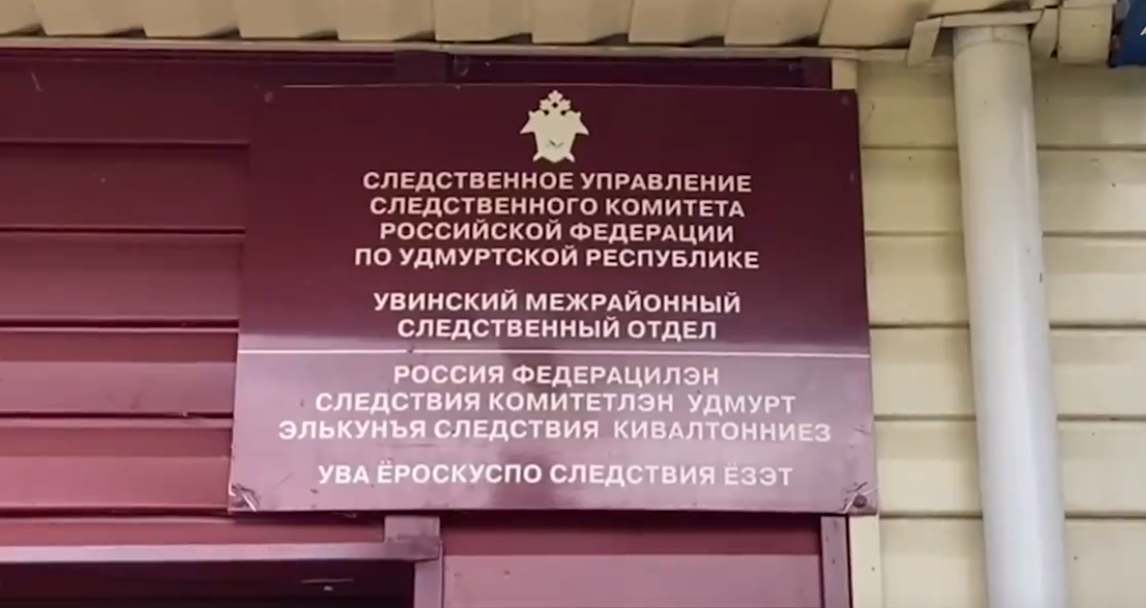 СЛЕДСТВЕННОЕ УПРАВЛЕНИЕ
СЛЕДСТВЕННОГО КОМИТЕТА
РОССИЙСКОЙ ФЕДЕРАЦИИ
ПО УДМУРТСКОЙ РЕСПУБЛИКЕ
УВИНСКИЙ МЕЖРАЙОННЫЙ
СЛЕДСТВЕННЫЙ ОТДЕЛ
РОССИЯ ФЕДЕРАЦИЛЭН
СЛЕДСТВИЯ КОМИТЕТЛЭН УДМУРТ
ЭЛЬКУНЪЯ СЛЕДСТВИЯ КИВАЛТОННИЕЗ
УВА ЁРОСКУСПО СЛЕДСТВИЯ ЁЗЭТ